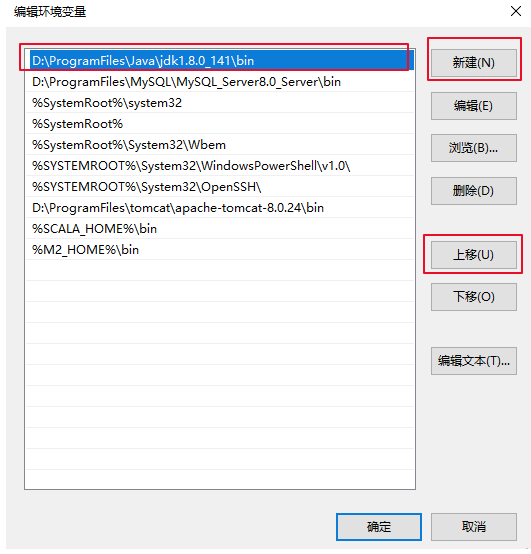 编辑环境变量
D:\ProgramFiles\Java\jdk1.8.0_141\bin
D:\ProgramFiles\MySQL\MySQL_Server8.0_Server\bin
%SystemRoot%\system32
%SystemRoot%
%SystemRoot%\System32\Wbem
%SYSTEMROOT%\System32\WindowsPowerShell\v1.0\
%SYSTEMROOT%\System32\OpenSSH\
D:\ProgramFiles\tomcat\apache-tomcat-8.0.24\bin
%SCALA_HOME%\bin
%M2_HOME%\bin
新建(N)
编辑(E)
浏览(B)...
删除(D)
上移(U)
下移(O)
编辑文本(T)...
确定
取消